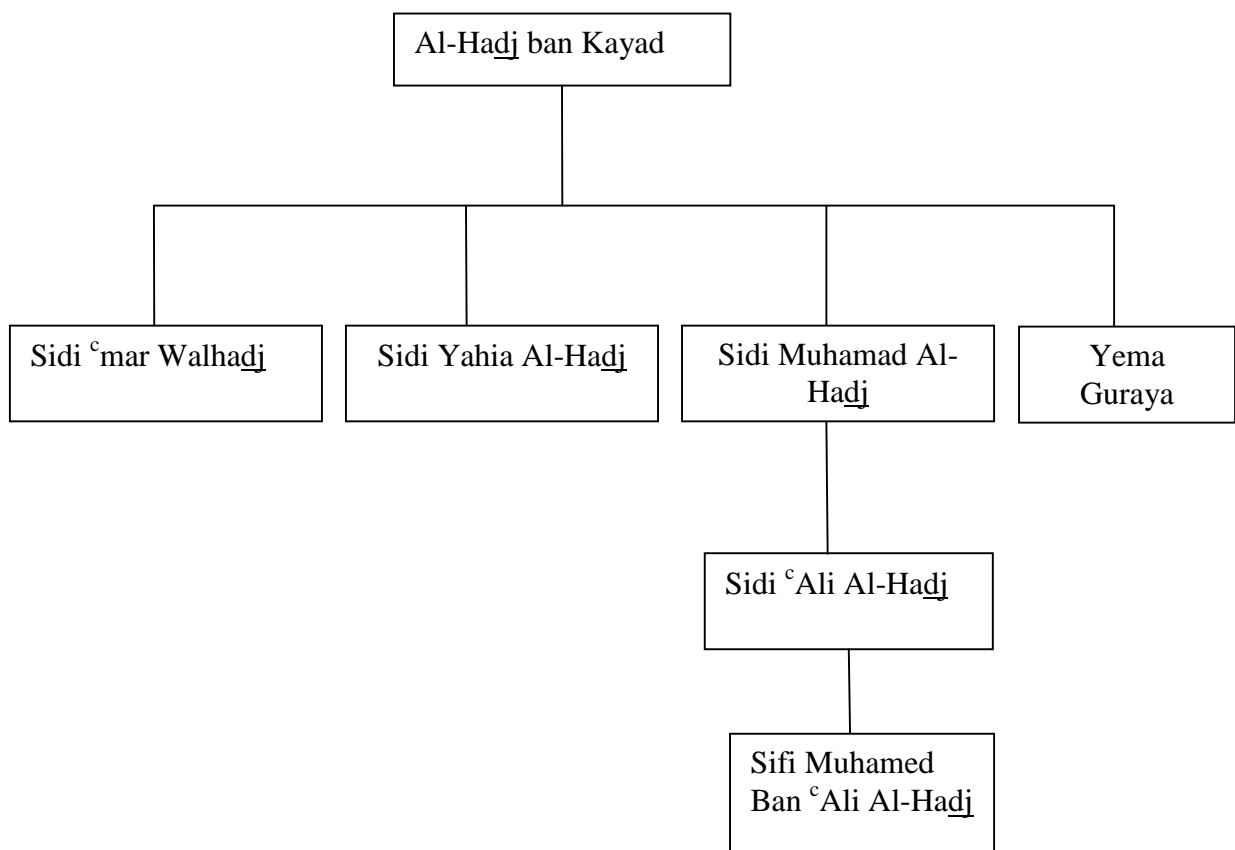 Al-Hadj ban Kayad
Sidi ᶜmar Walhadj
Sidi Yahia Al-Hadj
Sidi Muhamad Al-
Hadj
Yema
Guraya
Sidi ᶜAli Al-Hadj
Sifi Muhamed
Ban ᶜAli Al-Hadj